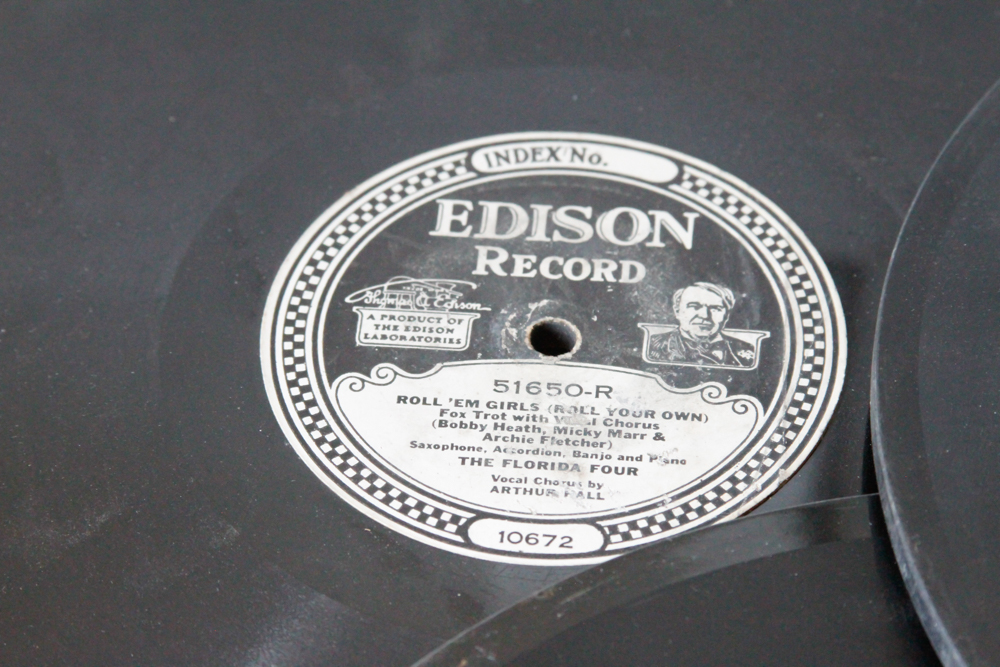 INDEX No.
EDISON
RECORD
Thomas A Edison
A PRODUCT OF
THE EDISON
LABORATORIES
51650-R
ROLL 'EM GIRLS (ROLL YOUR OWN)
Fox Trot with Vocal Chorus
(Bobby Heath, Micky Marr &
Archie Fletcher)
Saxophone, Accordion, Banjo and Piano
THE FLORIDA FOUR
Vocal Chorus by
ARTHUR HALL
10672